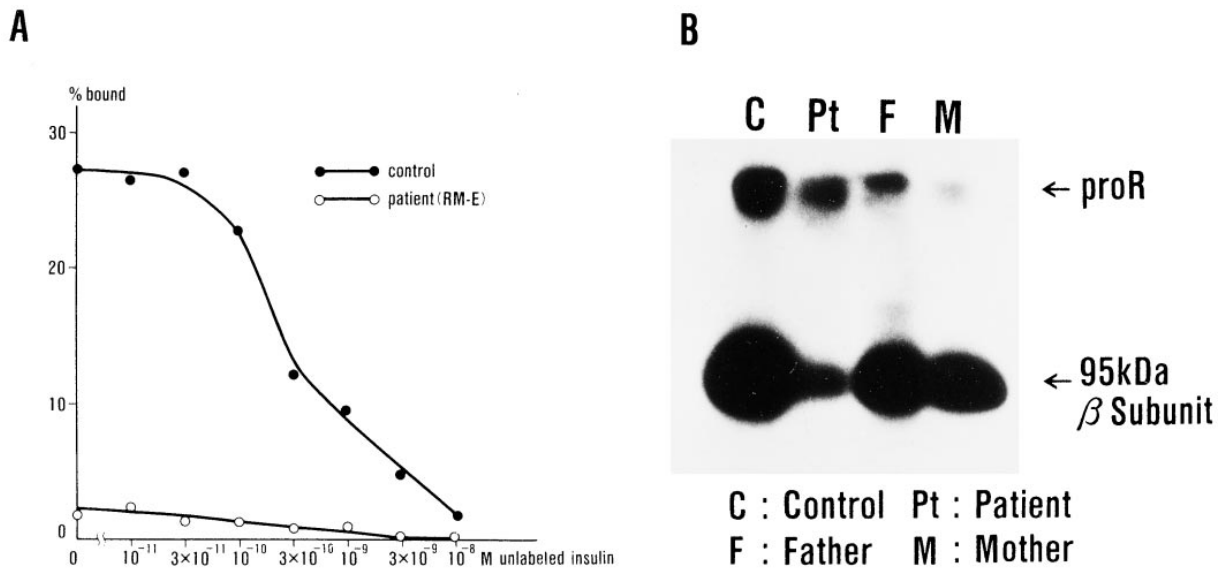 A
% bound
30
20
10
0
control
patient (RM-E)
0 10⁻¹¹ 3×10⁻¹¹ 10⁻¹⁰ 3×10⁻¹⁰ 10⁻⁹ 3×10⁻⁹ 10⁻⁸ M unlabeled insulin
B
C Pt F M
← proR
← 95kDa
β Subunit
C : Control Pt : Patient
F : Father M : Mother